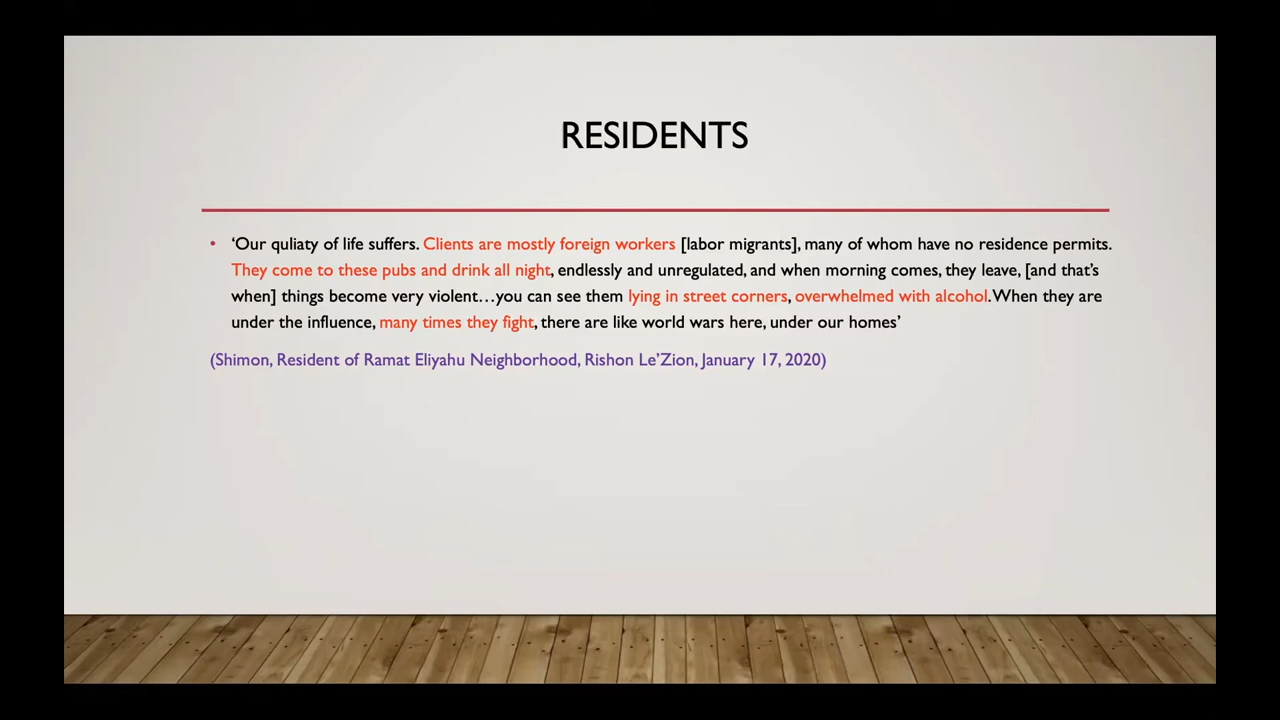 RESIDENTS
• ‘Our quliaty of life suffers. Clients are mostly foreign workers [labor migrants], many of whom have no residence permits.
They come to these pubs and drink all night, endlessly and unregulated, and when morning comes, they leave, [and that’s
when] things become very violent…you can see them lying in street corners, overwhelmed with alcohol. When they are
under the influence, many times they fight, there are like world wars here, under our homes’
(Shimon, Resident of Ramat Eliyahu Neighborhood, Rishon Le’Zion, January 17, 2020)